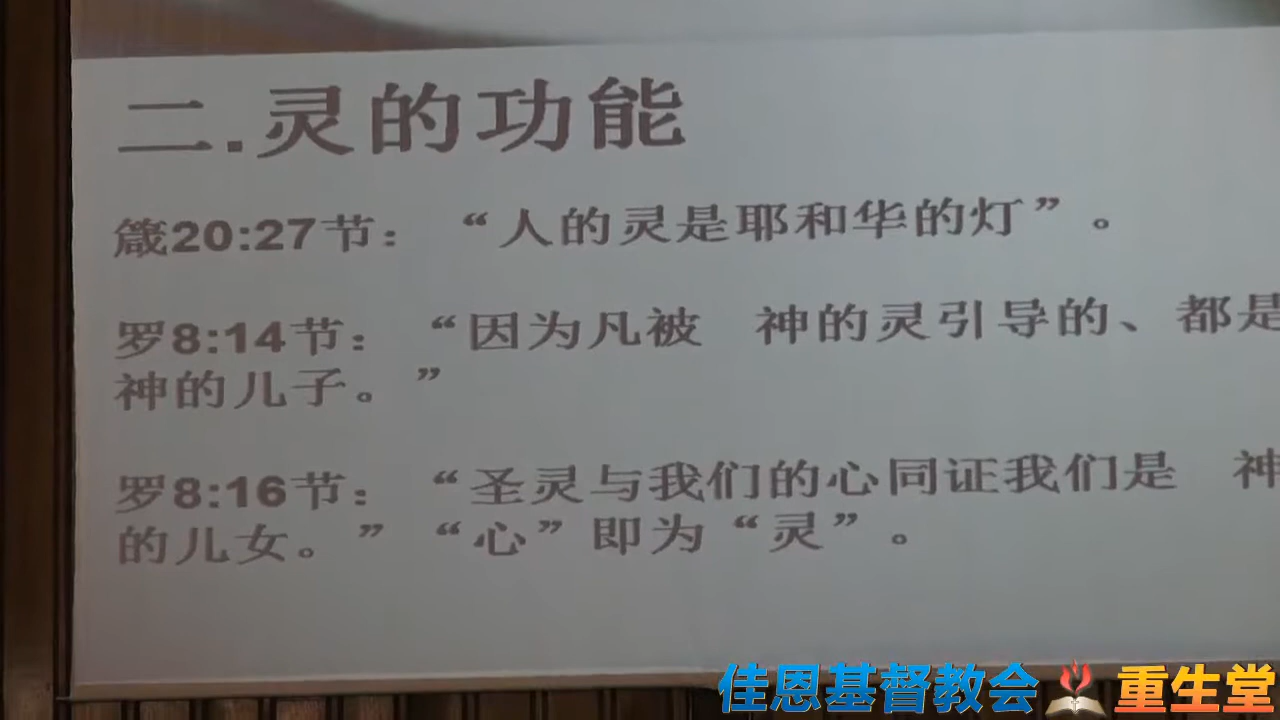 二.灵的功能
箴20:27节：“人的灵是耶和华的灯”。
罗8:14节：“因为凡被　神的灵引导的、都是
神的儿子。”
罗8:16节：“圣灵与我们的心同证我们是　神
的儿女。”“心”即为“灵”。
佳恩基督教会 重生堂